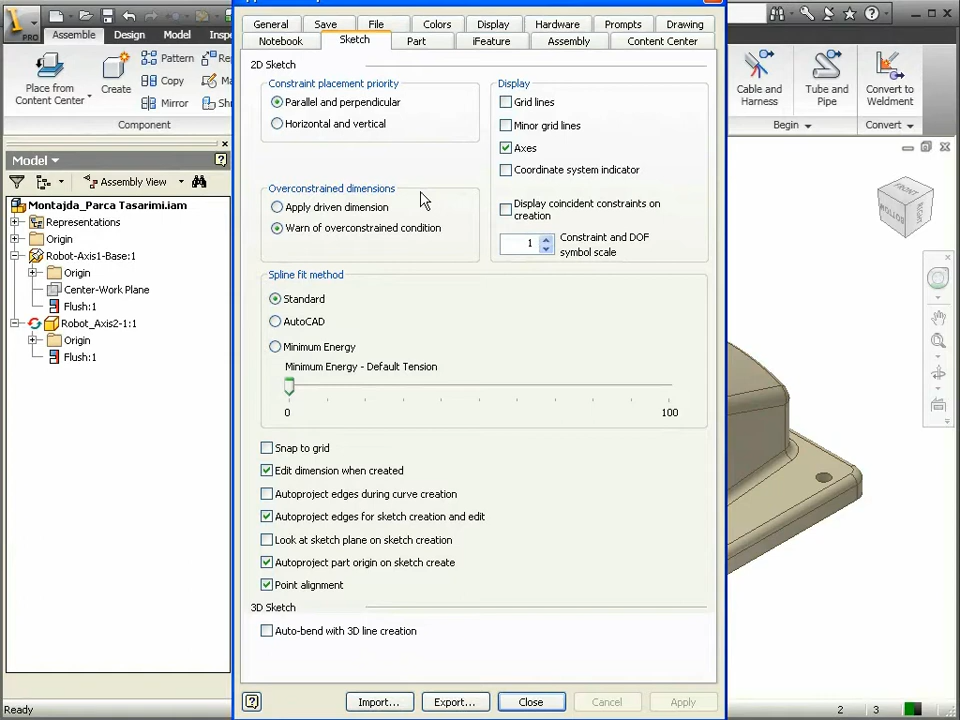 PRO
Assemble
Design
Model
Insp
Place from
Content Center
Create
Pattern
Copy
Mirror
Component
Model
Assembly View
Montajda_Parca Tasarimi.iam
Representations
Origin
Robot-Axis1-Base:1
Origin
Center-Work Plane
Flush:1
Robot_Axis2-1:1
Origin
Flush:1
General
Save
File
Colors
Display
Hardware
Prompts
Drawing
Notebook
Sketch
Part
iFeature
Assembly
Content Center
2D Sketch
Constraint placement priority
Parallel and perpendicular
Horizontal and vertical
Overconstrained dimensions
Apply driven dimension
Warn of overconstrained condition
Display
Grid lines
Minor grid lines
Axes
Coordinate system indicator
Display coincident constraints on
creation
1
Constraint and DOF
symbol scale
Spline fit method
Standard
AutoCAD
Minimum Energy
Minimum Energy - Default Tension
0
100
Snap to grid
Edit dimension when created
Autoproject edges during curve creation
Autoproject edges for sketch creation and edit
Look at sketch plane on sketch creation
Autoproject part origin on sketch create
Point alignment
3D Sketch
Auto-bend with 3D line creation
Import...
Export...
Close
Cancel
Apply
Cable and
Harness
Tube and
Pipe
Convert to
Weldment
Begin
Convert
FRONT
RIGHT
BOTTOM
Ready
2
3